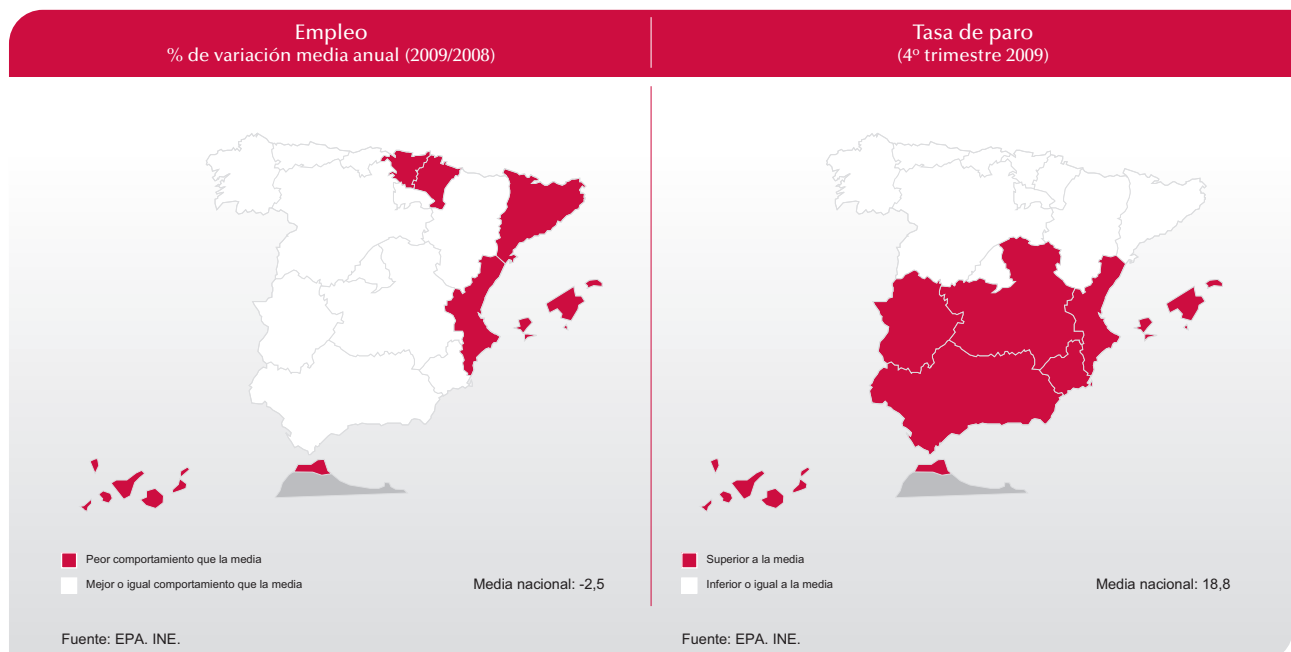 Empleo
% de variación media anual (2009/2008)
Tasa de paro
(4º trimestre 2009)
Peor comportamiento que la media
Mejor o igual comportamiento que la media
Media nacional: -2,5
Fuente: EPA. INE.
Superior a la media
Inferior o igual a la media
Media nacional: 18,8
Fuente: EPA. INE.